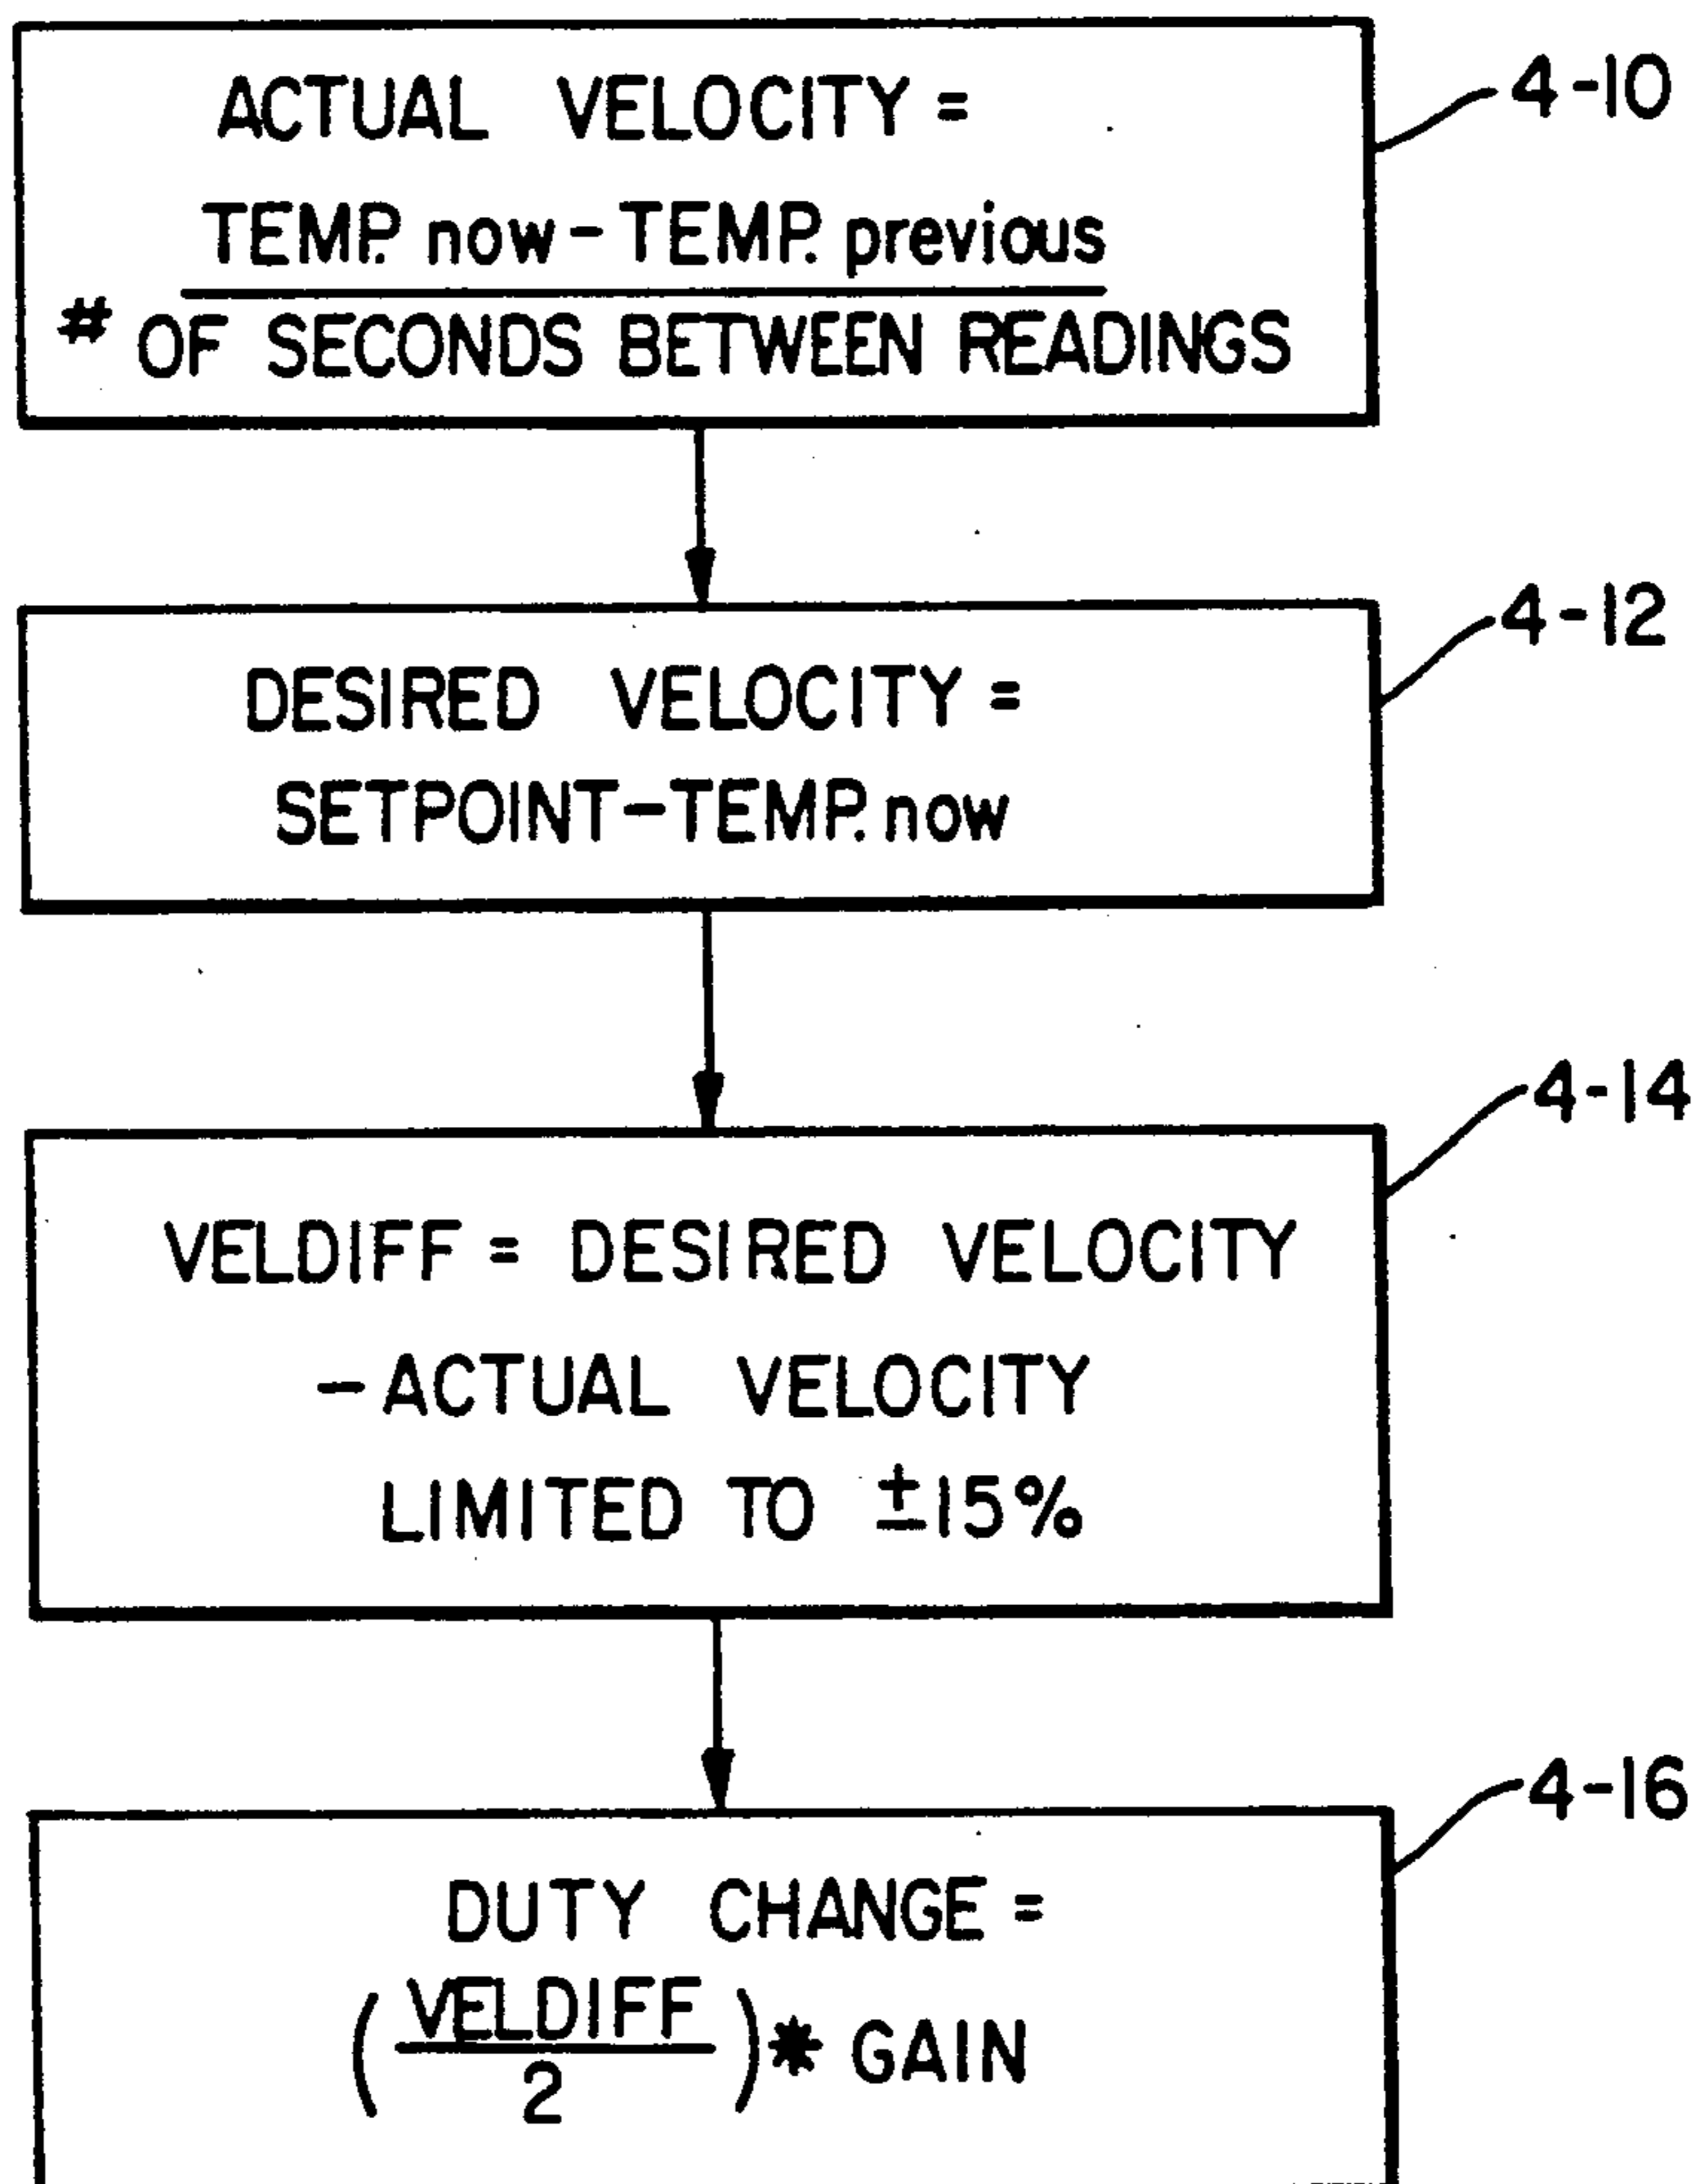 ACTUAL VELOCITY =
4-10
TEMP. now - TEMP. previous
# OF SECONDS BETWEEN READINGS
4-12
DESIRED VELOCITY =
SETPOINT - TEMP. now
4-14
VELDIFF = DESIRED VELOCITY
- ACTUAL VELOCITY
LIMITED TO ±15%
4-16
DUTY CHANGE =
( VELDIFF
2
) * GAIN